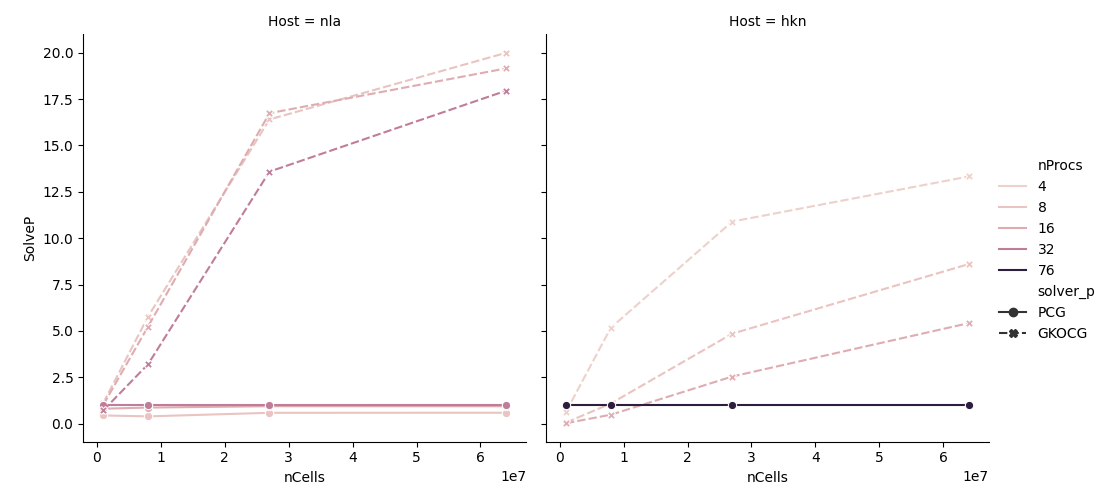 Host = nla
Host = hkn
SolveP
20.0
17.5
15.0
12.5
10.0
7.5
5.0
2.5
0.0
0 1 2 3 4 5 6
1e7
nCells
0 1 2 3 4 5 6
1e7
nCells
nProcs
4
8
16
32
76
solver_p
PCG
GKOCG